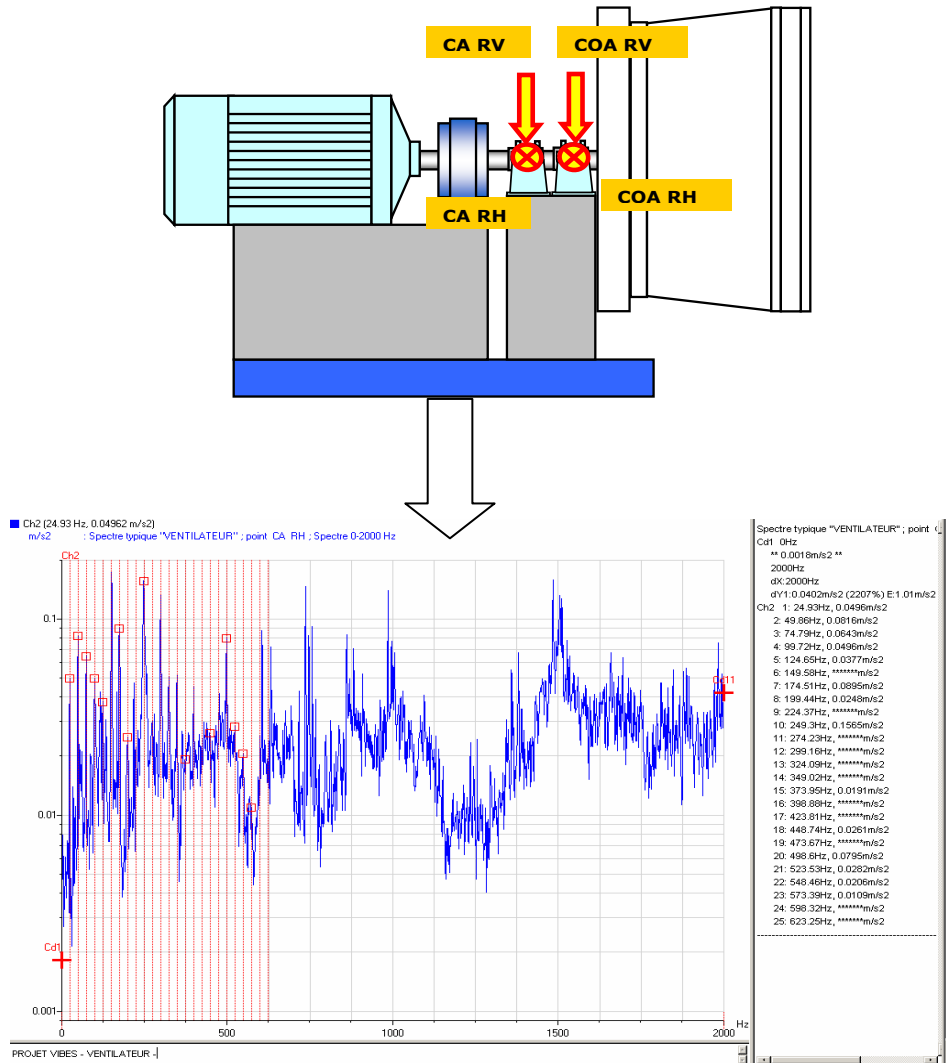 CA RV
COA RV
CA RH
COA RH
Ch2 (24.93 Hz, 0.04962 m/s2)
m/s2 : Spectre typique "VENTILATEUR" ; point CA RH ; Spectre 0-2000 Hz
Ch2
0.1
0.01
0.001
Cd1
Cd11
0
500
1000
1500
2000
Hz
PROJET VIBES - VENTILATEUR -
Spectre typique "VENTILATEUR" ; point
Cd1 0Hz
** 0.0018m/s2 **
2000Hz
dX:2000Hz
dY1:0.0402m/s2 (2207%) E:1.01m/s2
Ch2 1: 24.93Hz, 0.0496m/s2
2: 49.86Hz, 0.0816m/s2
3: 74.79Hz, 0.0643m/s2
4: 99.72Hz, 0.0496m/s2
5: 124.65Hz, 0.0377m/s2
6: 149.58Hz, *******m/s2
7: 174.51Hz, 0.0895m/s2
8: 199.44Hz, 0.0248m/s2
9: 224.37Hz, *******m/s2
10: 249.3Hz, 0.1565m/s2
11: 274.23Hz, *******m/s2
12: 299.16Hz, *******m/s2
13: 324.09Hz, *******m/s2
14: 349.02Hz, *******m/s2
15: 373.95Hz, 0.0191m/s2
16: 398.88Hz, *******m/s2
17: 423.81Hz, *******m/s2
18: 448.74Hz, 0.0261m/s2
19: 473.67Hz, *******m/s2
20: 498.6Hz, 0.0795m/s2
21: 523.53Hz, 0.0282m/s2
22: 548.46Hz, 0.0206m/s2
23: 573.39Hz, 0.0109m/s2
24: 598.32Hz, *******m/s2
25: 623.25Hz, *******m/s2